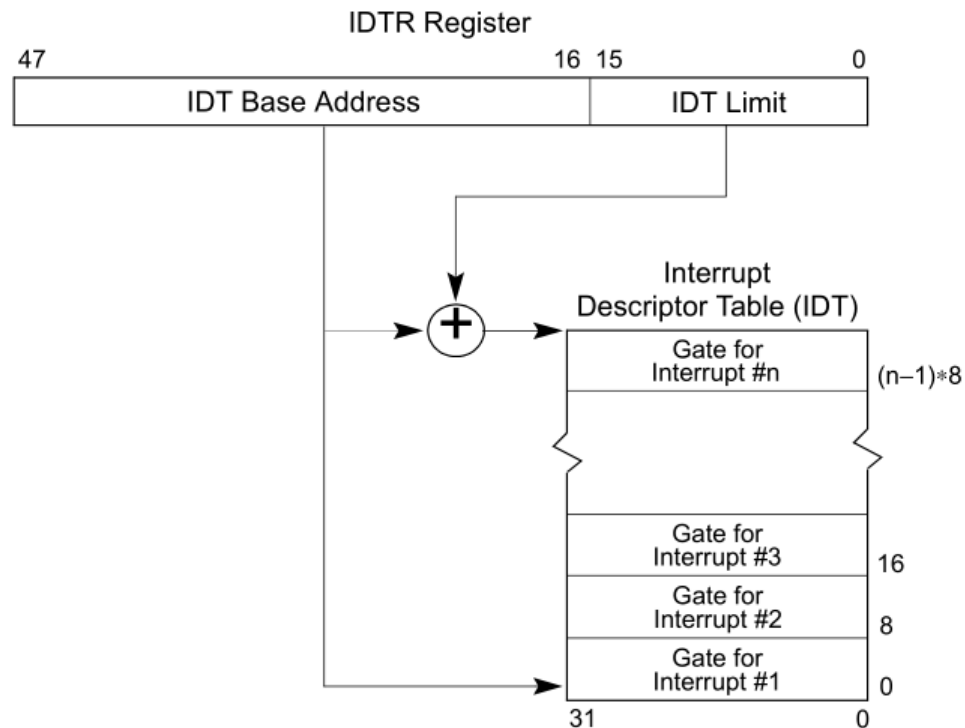 IDTR Register
47 16 15 0
IDT Base Address IDT Limit
+
Interrupt
Descriptor Table (IDT)
Gate for
Interrupt #n
(n–1)∗8
Gate for
Interrupt #3
16
Gate for
Interrupt #2
8
Gate for
Interrupt #1
0
31 0